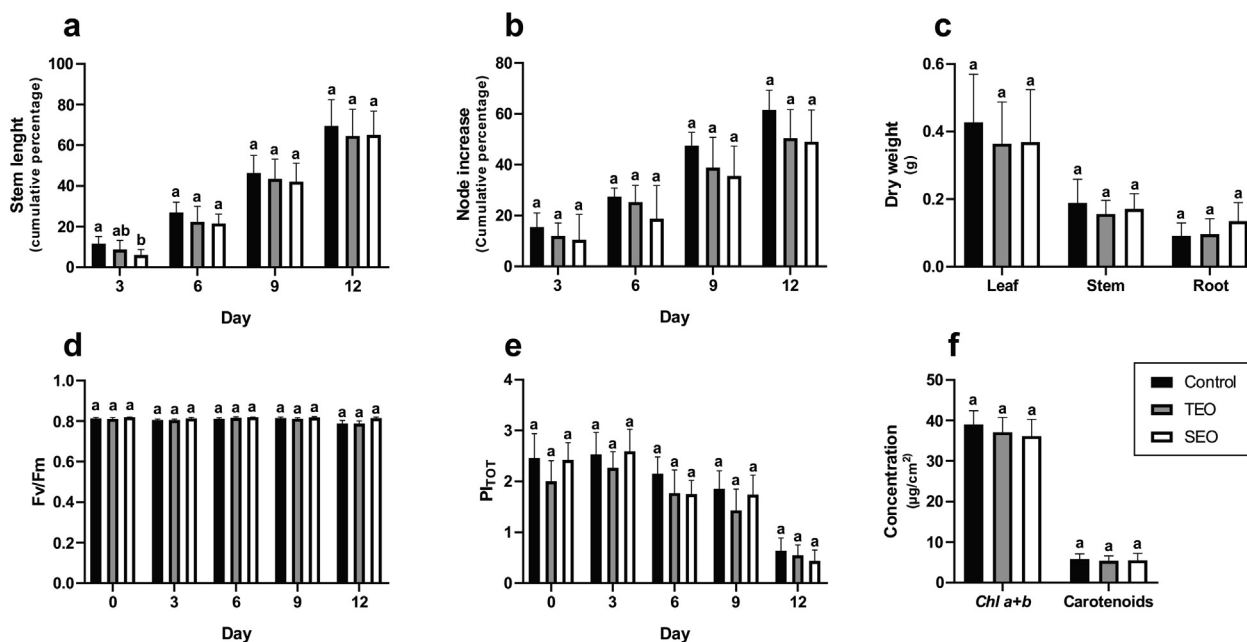 a
Stem lenght
(cumulative percentage)
100
80
60
40
20
0
a ab b
a a a
a a a
a a a
3 6 9 12
Day
b
Node increase
(Cumulative percentage)
80
60
40
20
0
a a a
a a a
a a a
a a a
3 6 9 12
Day
c
Dry weight
(g)
0.6
0.4
0.2
0.0
a a a
a a a
a a a
Leaf Stem Root
d
Fv/Fm
1.0
0.8
0.6
0.4
0.2
0.0
a a a
a a a
a a a
a a a
a a a
0 3 6 9 12
Day
e
PITOT
4
3
2
1
0
a a a
a a a
a a a
a a a
a a a
0 3 6 9 12
Day
f
Concentration
(µg/cm²)
50
40
30
20
10
0
a a a
a a a
Chl a+b Carotenoids
Control
TEO
SEO